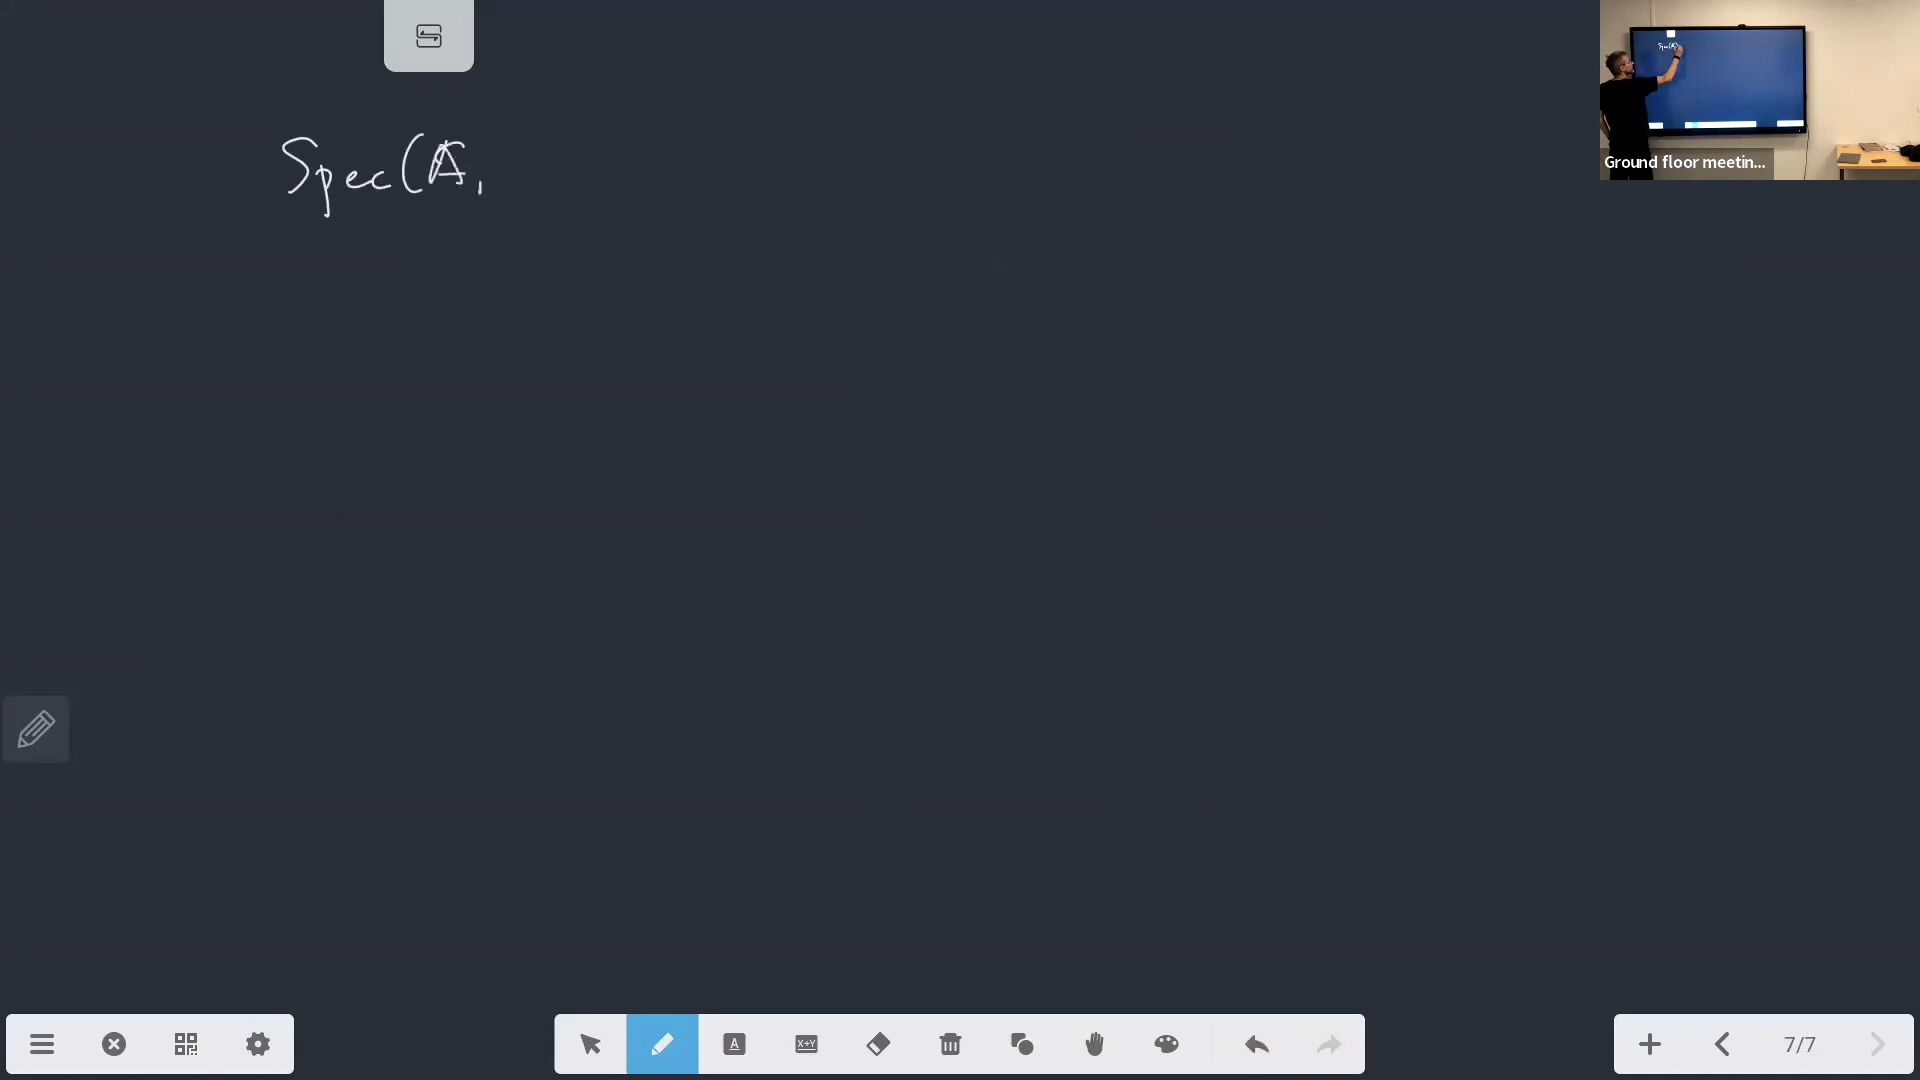 Spec(𝔸,
Ground floor meetin...
A
X+Y
7/7